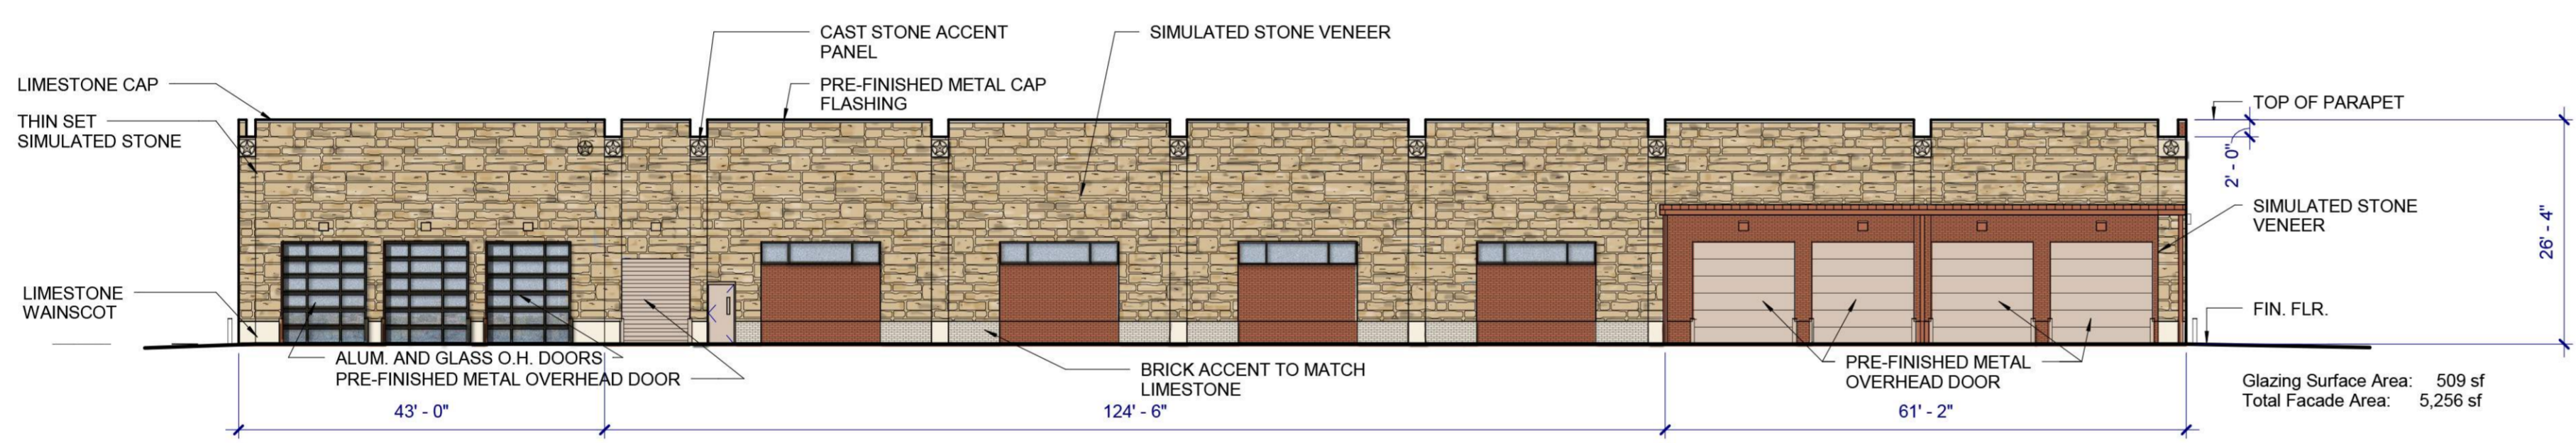 CAST STONE ACCENT
PANEL
SIMULATED STONE VENEER
LIMESTONE CAP
PRE-FINISHED METAL CAP
FLASHING
TOP OF PARAPET
THIN SET
SIMULATED STONE
2' - 0"
26' - 4"
SIMULATED STONE
VENEER
LIMESTONE
WAINSCOT
FIN. FLR.
ALUM. AND GLASS O.H. DOORS
PRE-FINISHED METAL OVERHEAD DOOR
BRICK ACCENT TO MATCH
LIMESTONE
PRE-FINISHED METAL
OVERHEAD DOOR
Glazing Surface Area: 509 sf
Total Facade Area: 5,256 sf
43' - 0"
124' - 6"
61' - 2"